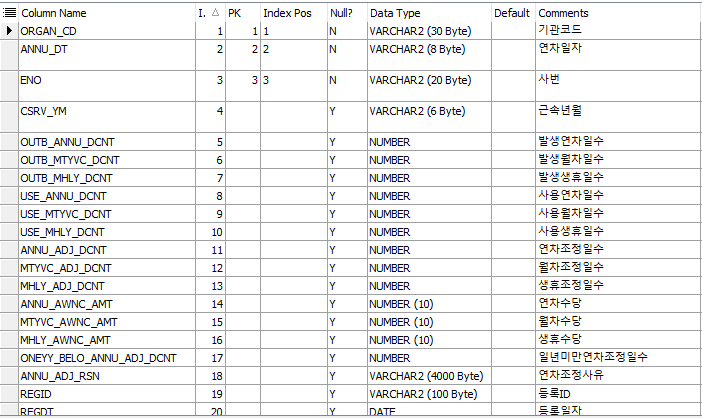 Column Name I. △ PK Index Pos Null? Data Type Default Comments
ORGAN_CD 1 1 1 N VARCHAR2 (30 Byte) 기관코드
ANNU_DT 2 2 2 N VARCHAR2 (8 Byte) 연차일자
ENO 3 3 3 N VARCHAR2 (20 Byte) 사번
CSRV_YM 4 Y VARCHAR2 (6 Byte) 근속년월
OUTB_ANNU_DCNT 5 Y NUMBER 발생연차일수
OUTB_MTYVC_DCNT 6 Y NUMBER 발생월차일수
OUTB_MHLY_DCNT 7 Y NUMBER 발생생휴일수
USE_ANNU_DCNT 8 Y NUMBER 사용연차일수
USE_MTYVC_DCNT 9 Y NUMBER 사용월차일수
USE_MHLY_DCNT 10 Y NUMBER 사용생휴일수
ANNU_ADJ_DCNT 11 Y NUMBER 연차조정일수
MTYVC_ADJ_DCNT 12 Y NUMBER 월차조정일수
MHLY_ADJ_DCNT 13 Y NUMBER 생휴조정일수
ANNU_AWNC_AMT 14 Y NUMBER (10) 연차수당
MTYVC_AWNC_AMT 15 Y NUMBER (10) 월차수당
MHLY_AWNC_AMT 16 Y NUMBER (10) 생휴수당
ONEYY_BELO_ANNU_ADJ_DCNT 17 Y NUMBER 일년미만연차조정일수
ANNU_ADJ_RSN 18 Y VARCHAR2 (4000 Byte) 연차조정사유
REGID 19 Y VARCHAR2 (100 Byte) 등록ID
REGDT 20 Y DATE 등록일자